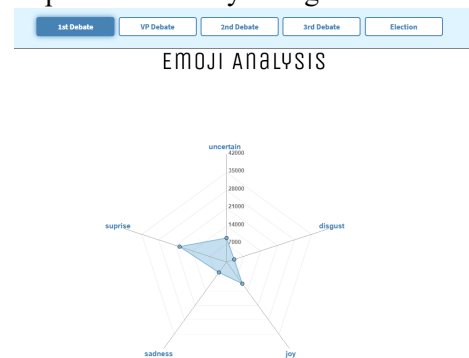 1st Debate VP Debate 2nd Debate 3rd Debate Election
EMOJI ANALYSIS
uncertain
42000
35000
28000
21000
14000
7000
suprise disgust
sadness joy